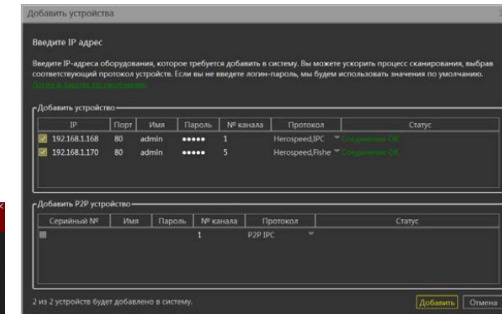 Добавить устройства
Введите IP адрес
Введите IP-адреса оборудования, которое требуется добавить в систему. Вы можете ускорить процесс сканирования, выбрав
соответствующий протокол устройств. Если вы не введете логин-пароль, мы будем использовать значения по умолчанию.
Добавить устройство
IP Порт Имя Пароль № канала Протокол Статус
192.168.1.168 80 admin ••••• 1 Herospeed,IPC Соединение OK
192.168.1.170 80 admin ••••• 5 Herospeed,Fishe Соединение OK
Добавить P2P устройство
Серийный № Имя Пароль № канала Протокол Статус
1 P2P IPC
2 из 2 устройств будет добавлено в систему.
Добавить Отмена